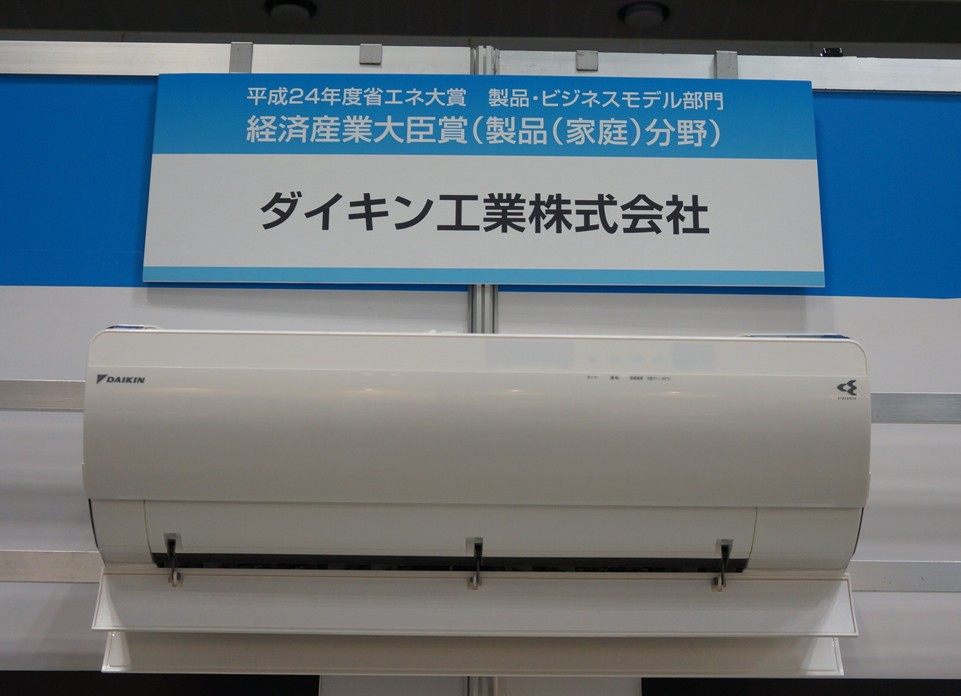 平成24年度省エネ大賞　製品・ビジネスモデル部門
経済産業大臣賞(製品(家庭)分野)
ダイキン工業株式会社
DAIKIN